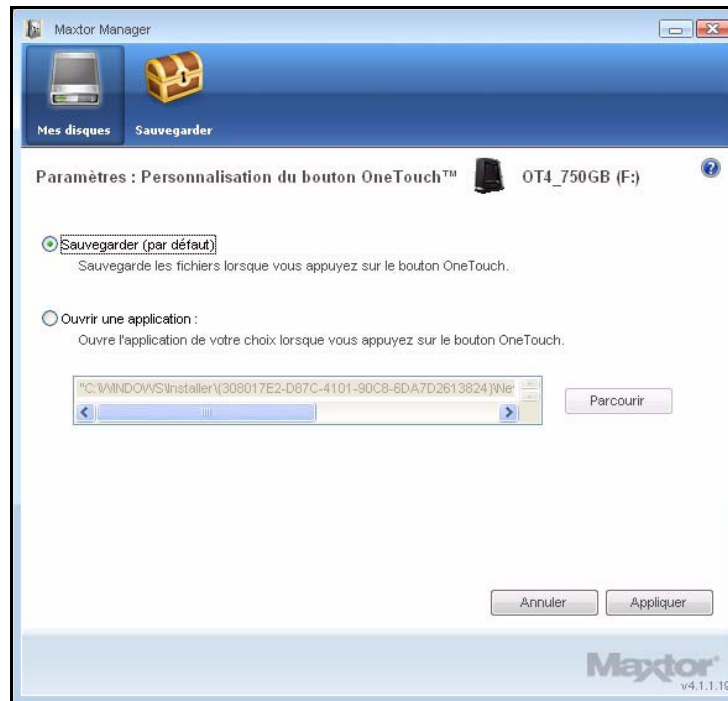 Maxtor Manager
Mes disques
Sauvegarder
Paramètres : Personnalisation du bouton OneTouch™
OT4_750GB (F:)
?
Sauvegarder (par défaut)
Sauvegarde les fichiers lorsque vous appuyez sur le bouton OneTouch.
Ouvrir une application :
Ouvre l'application de votre choix lorsque vous appuyez sur le bouton OneTouch.
"C:\WINDOWS\Installer\{308017E2-D87C-4101-90C8-6DA7D2613824}\Ne
Parcourir
Annuler
Appliquer
Maxtor
v4.1.1.19